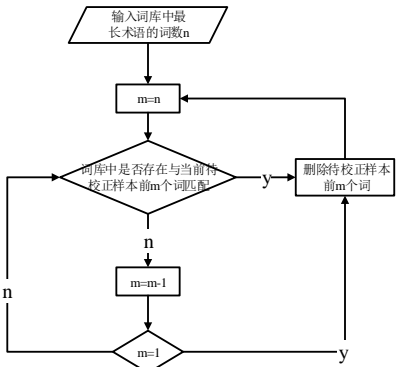 输入词库中最
长术语的词数n
m=n
词库中是否存在与当前待
校正样本前m个词匹配
y
删除待校正样本
前m个词
n
m=m-1
n
m=1
y